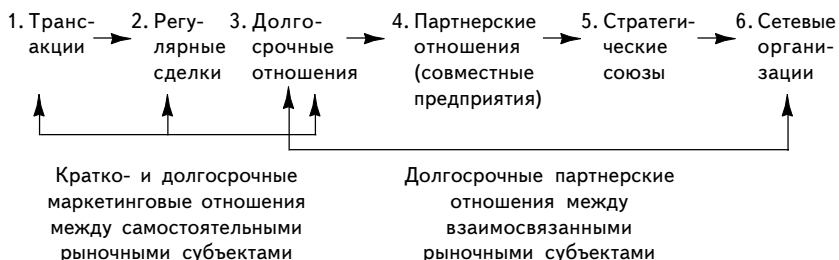 1. Транс-
акции
2. Регу-
лярные
сделки
3. Долго-
срочные
отношения
4. Партнерские
отношения
(совместные
предприятия)
5. Стратеги-
ческие
союзы
6. Сетевые
органи-
зации
Кратко- и долгосрочные
маркетинговые отношения
между самостоятельными
рыночными субъектами
Долгосрочные партнерские
отношения между
взаимосвязанными
рыночными субъектами